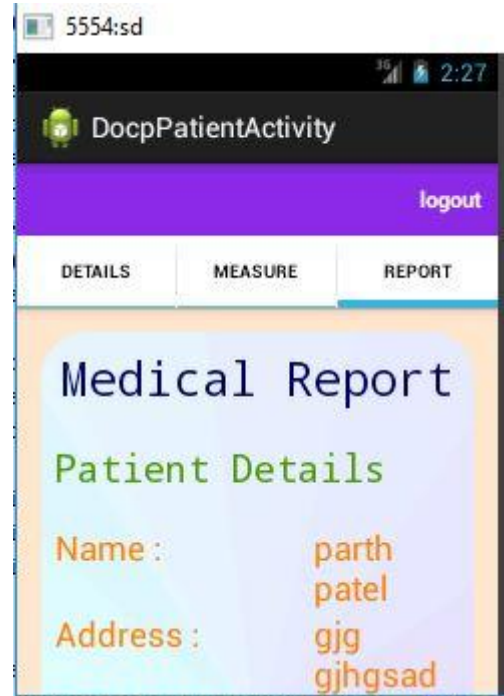 5554:sd
3G 2:27
DocpPatientActivity
logout
DETAILS MEASURE REPORT
Medical Report
Patient Details
Name : parth
patel
Address : gjg
gjhgsad